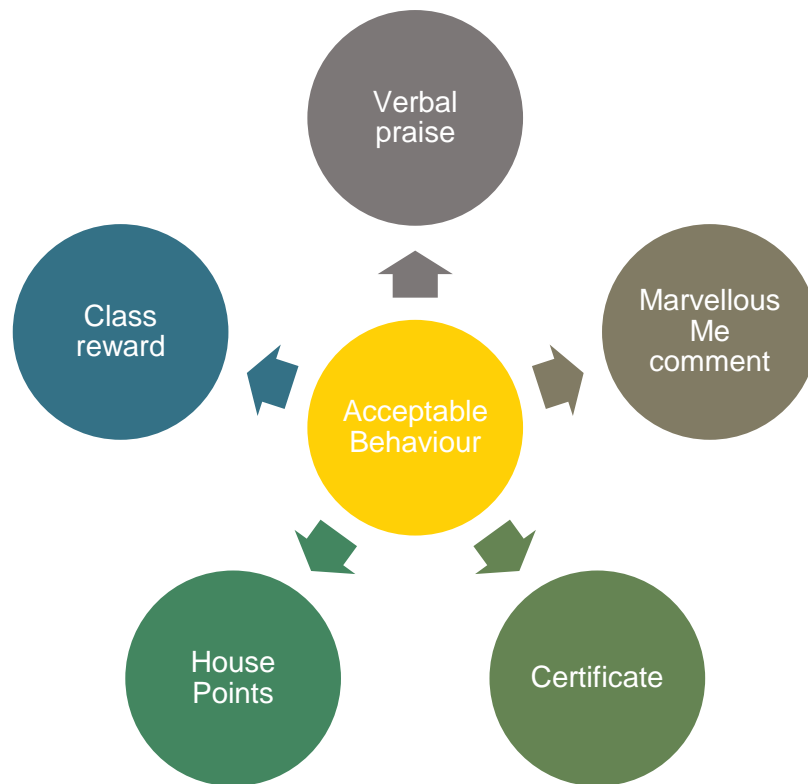 Verbal
praise
Class
reward
Marvellous
Me
comment
Acceptable
Behaviour
House
Points
Certificate